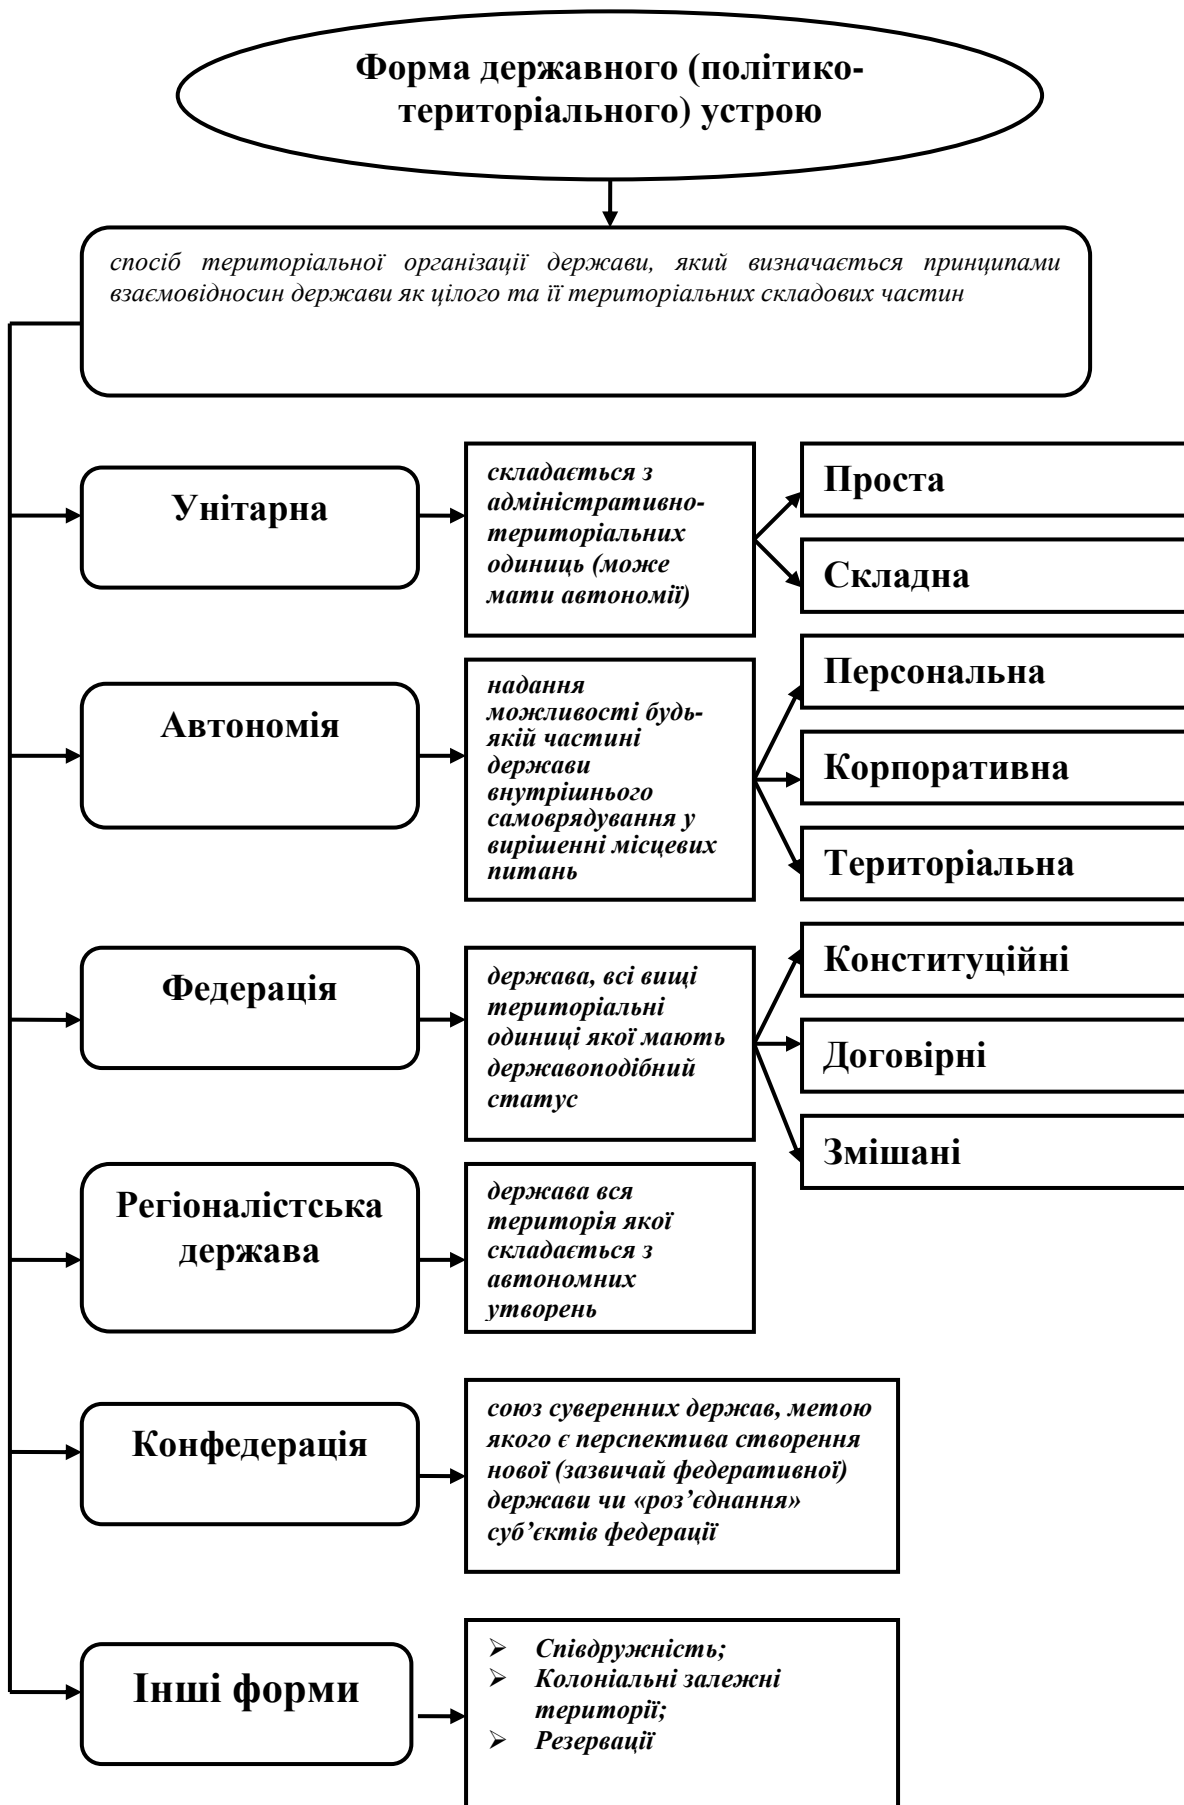 Форма державного (політико-
територіального) устрою
спосіб територіальної організації держави, який визначається принципами
взаємовідносин держави як цілого та її територіальних складових частин
Унітарна
складається з
адміністративно-
територіальних
одиниць (може
мати автономії)
Проста
Складна
Автономія
надання
можливості будь-
якій частині
держави
внутрішнього
самоврядування у
вирішенні місцевих
питань
Персональна
Корпоративна
Територіальна
Федерація
держава, всі вищі
територіальні
одиниці якої мають
державоподібний
статус
Конституційні
Договірні
Змішані
Регіоналістська
держава
держава вся
територія якої
складається з
автономних
утворень
Конфедерація
союз суверенних держав, метою
якого є перспектива створення
нової (зазвичай федеративної)
держави чи «роз’єднання»
суб’єктів федерації
Інші форми
➢ Співдружність;
➢ Колоніальні залежні
території;
➢ Резервації